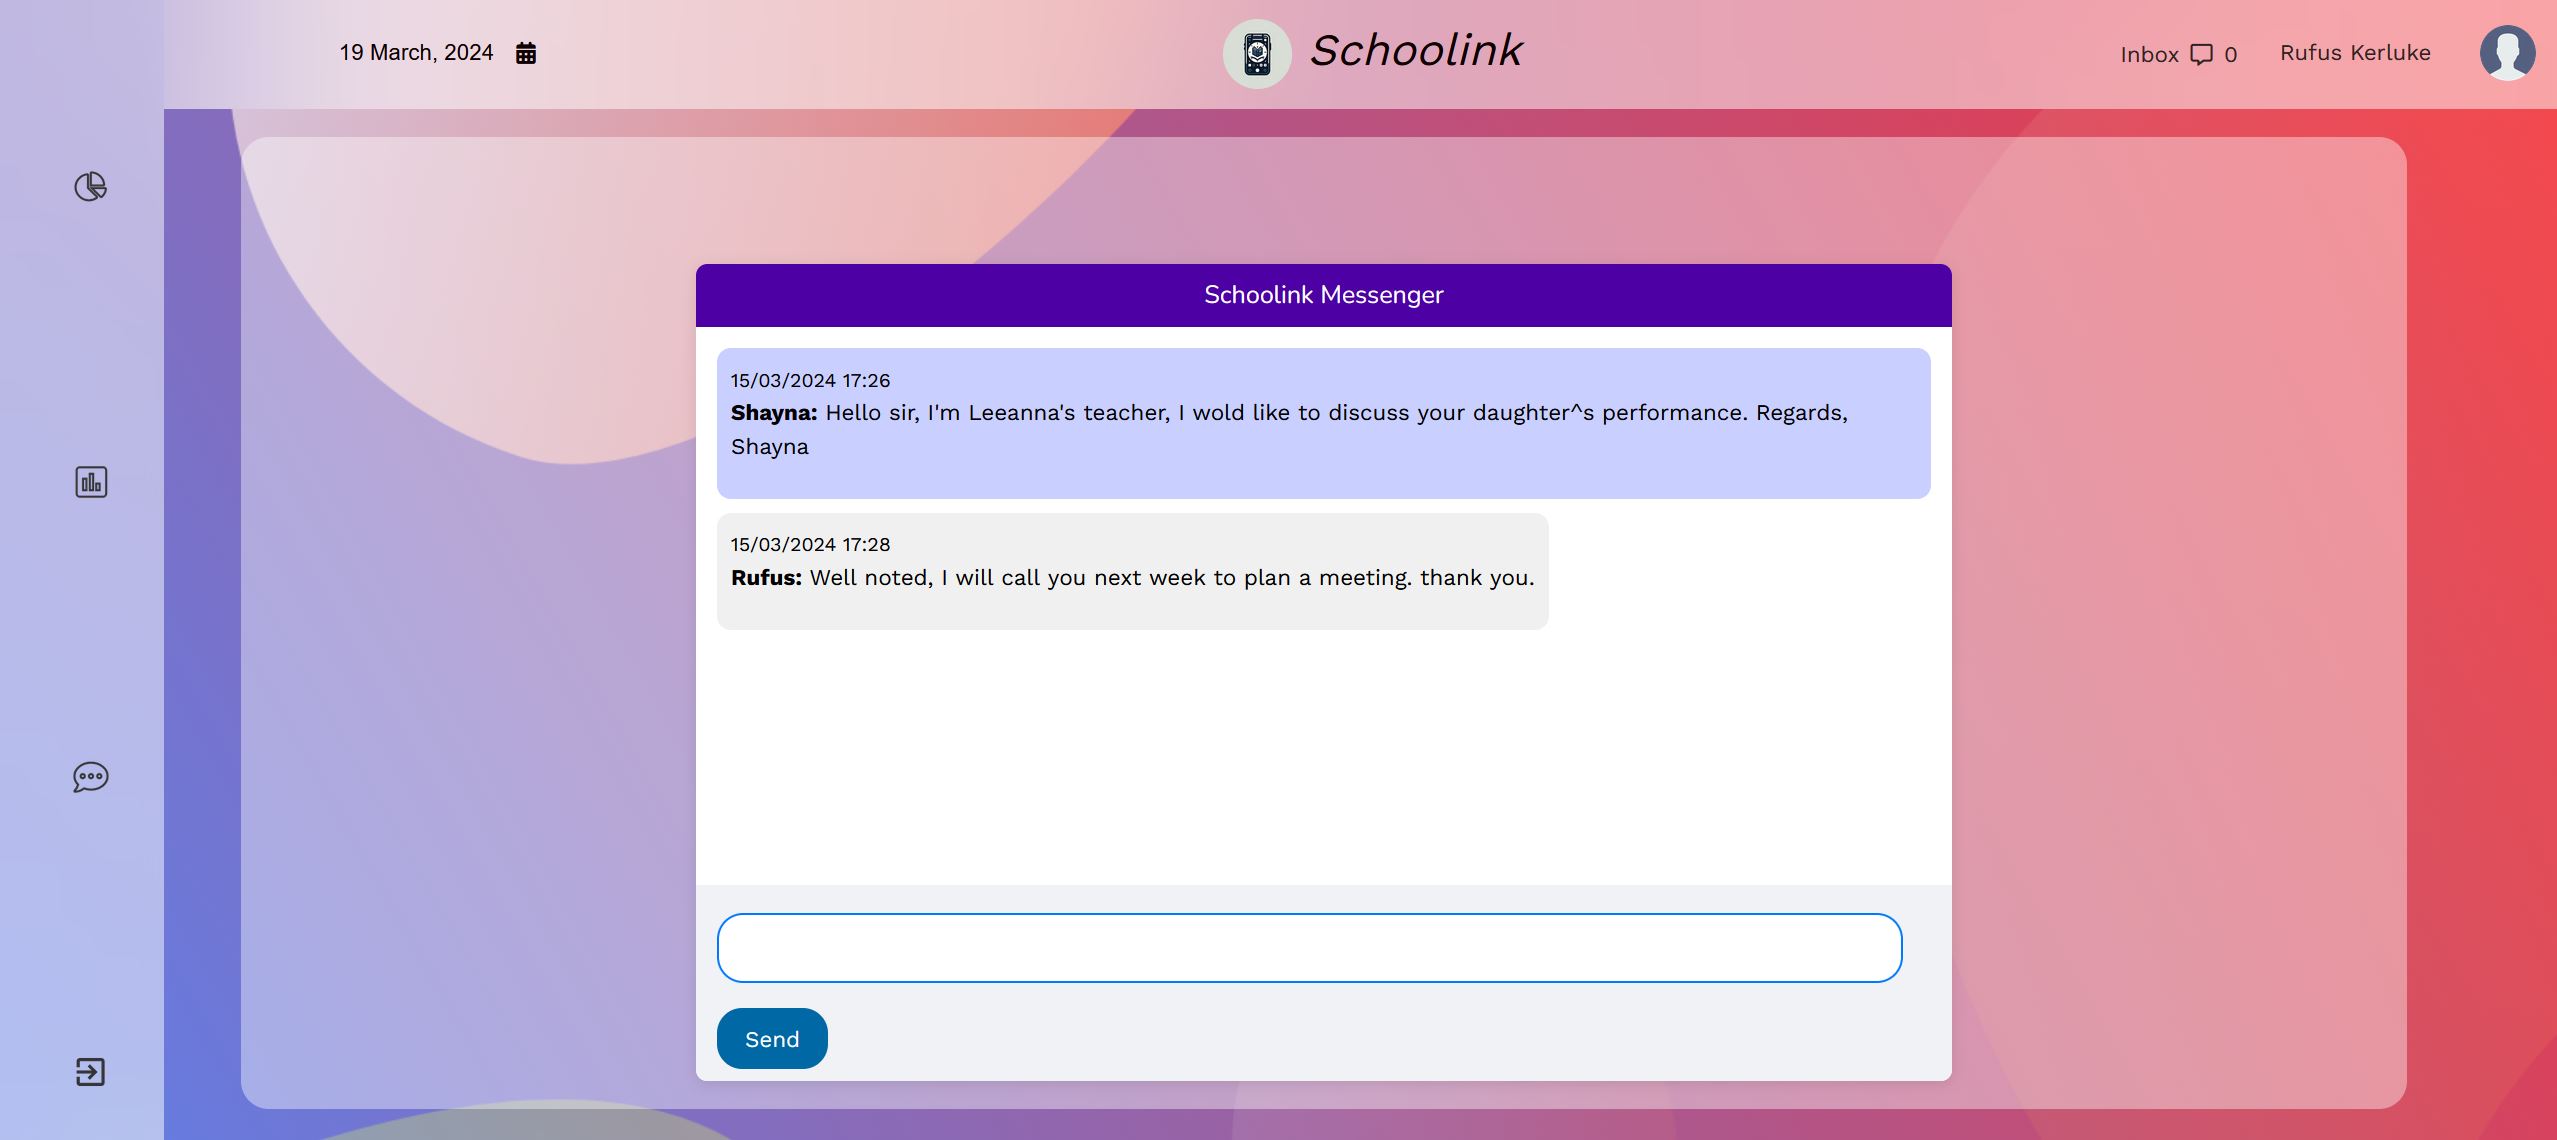 19 March, 2024
Schoolink
Inbox 0
Rufus Kerluke
Schoolink Messenger
15/03/2024 17:26
Shayna: Hello sir, I'm Leeanna's teacher, I wold like to discuss your daughter^s performance. Regards,
Shayna
15/03/2024 17:28
Rufus: Well noted, I will call you next week to plan a meeting. thank you.
Send